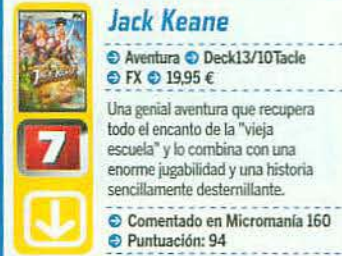 Jack Keane
Aventura Deck13/10Tacle
FX 19,95 €
Una genial aventura que recupera
todo el encanto de la "vieja
escuela" y lo combina con una
enorme jugabilidad y una historia
sencillamente desternillante.
7
Comentado en Micromanía 160
Puntuación: 94